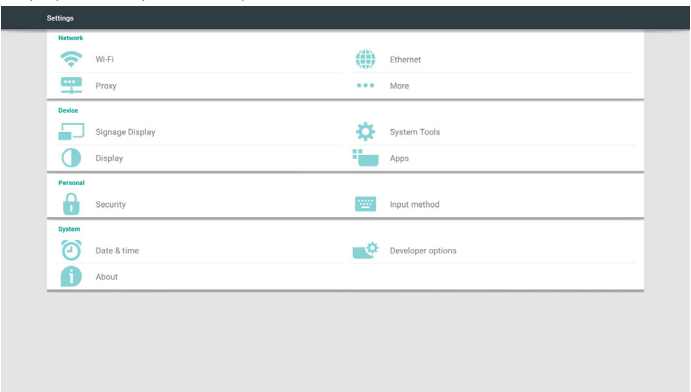 Settings
Network
Wi-Fi
Ethernet
Proxy
More
Device
Signage Display
System Tools
Display
Apps
Personal
Security
Input method
System
Date & time
Developer options
About